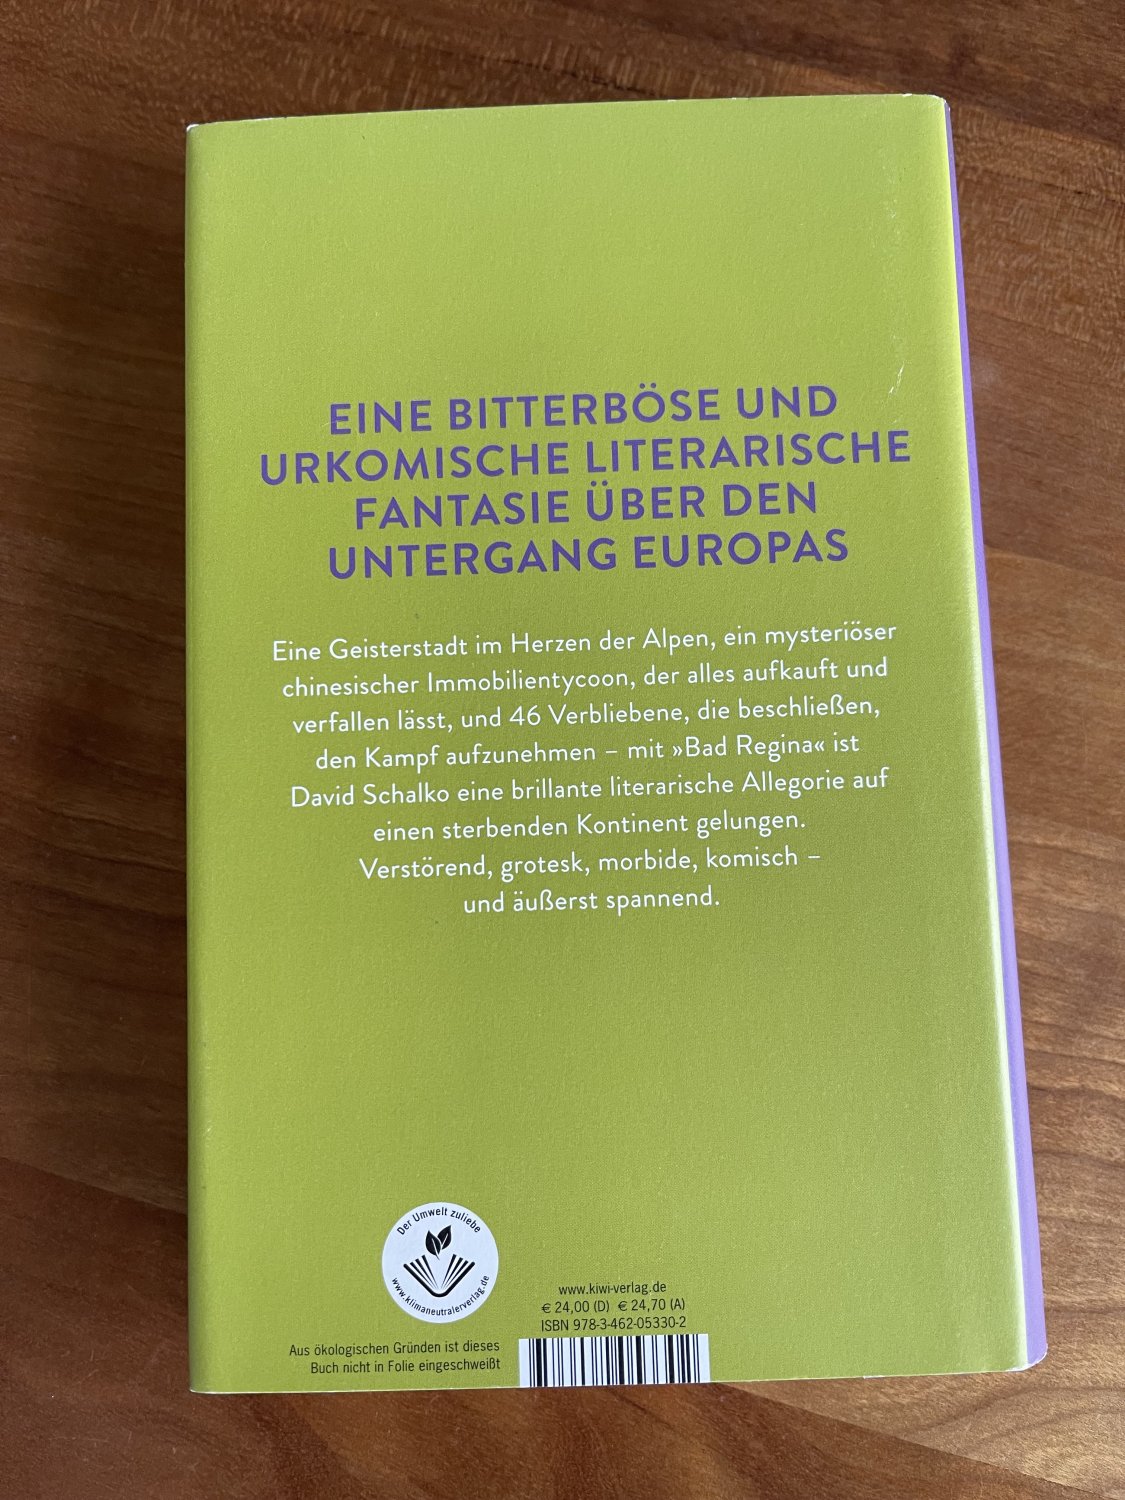 EINE BITTERBÖSE UND
URKOMISCHE LITERARISCHE
FANTASIE ÜBER DEN
UNTERGANG EUROPAS
Eine Geisterstadt im Herzen der Alpen, ein mysteriöser
chinesischer Immobilientycoon, der alles aufkauft und
verfallen lässt, und 46 Verbliebene, die beschließen,
den Kampf aufzunehmen – mit »Bad Regina« ist
David Schalko eine brillante literarische Allegorie auf
einen sterbenden Kontinent gelungen.
Verstörend, grotesk, morbide, komisch –
und äußerst spannend.
Der Umwelt zuliebe
www.klimaneutralerverlag.de
Aus ökologischen Gründen ist dieses
Buch nicht in Folie eingeschweißt
www.kiwi-verlag.de
€ 24,00 (D) € 24,70 (A)
ISBN 978-3-462-05330-2